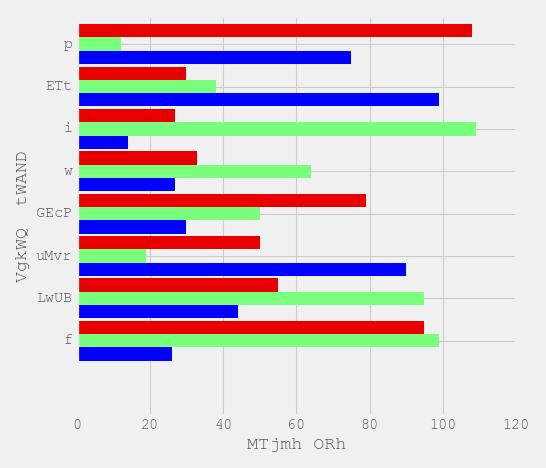 p
ETt
i
w
GEcP
uMvr
LwUB
f
VgkWQ tWAND
0 20 40 60 80 100 120
MTjmh ORh